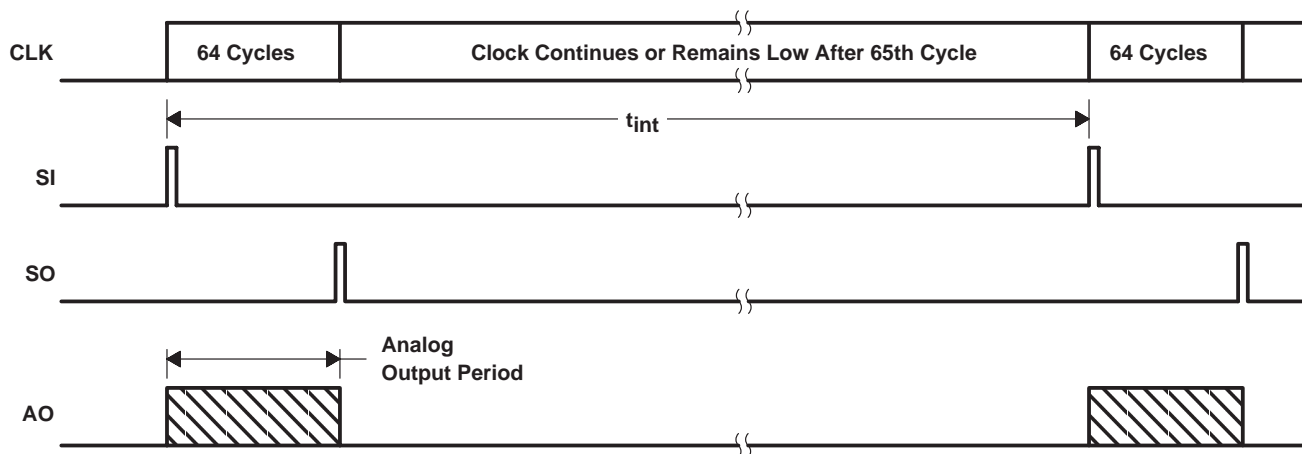 CLK
64 Cycles
Clock Continues or Remains Low After 65th Cycle
64 Cycles
tint
SI
SO
Analog
Output Period
AO